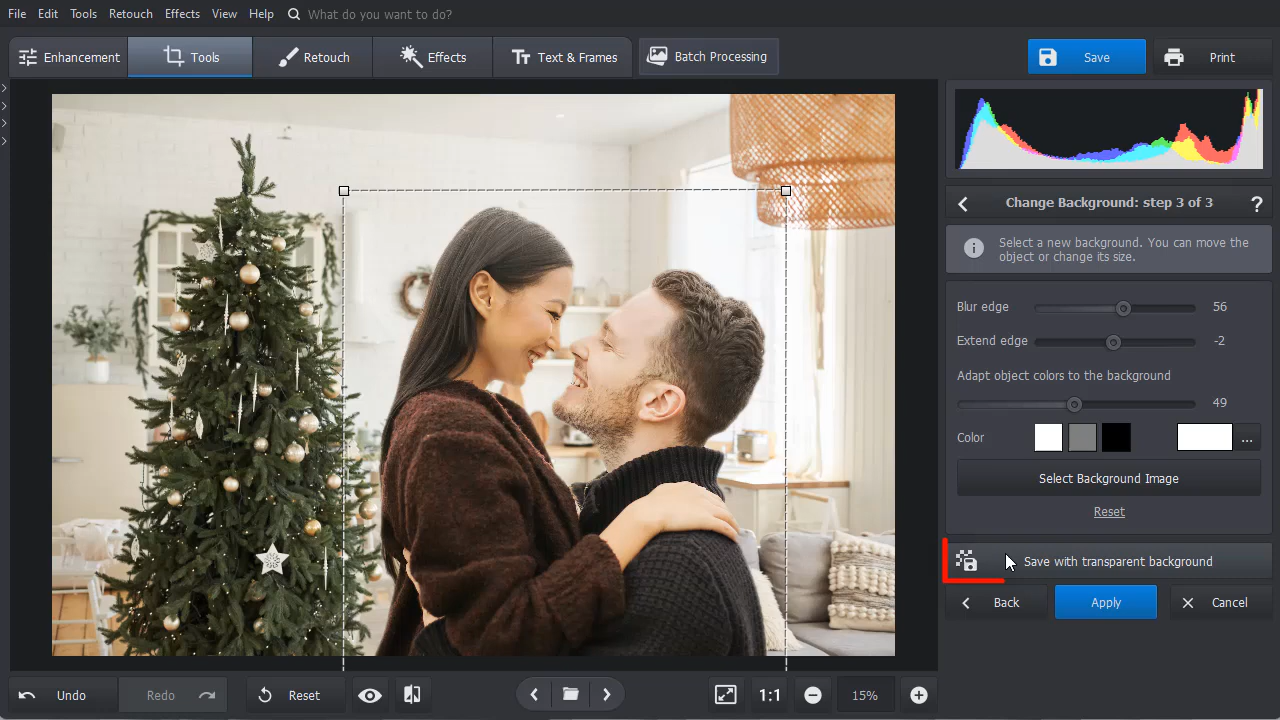 File Edit Tools Retouch Effects View Help What do you want to do?
Enhancement Tools Retouch Effects Text & Frames Batch Processing Save Print
Change Background: step 3 of 3 ?
Select a new background. You can move the
object or change its size.
Blur edge 56
Extend edge -2
Adapt object colors to the background
49
Color ...
Select Background Image
Reset
Save with transparent background
Back Apply Cancel
Undo Redo Reset 1:1 15%